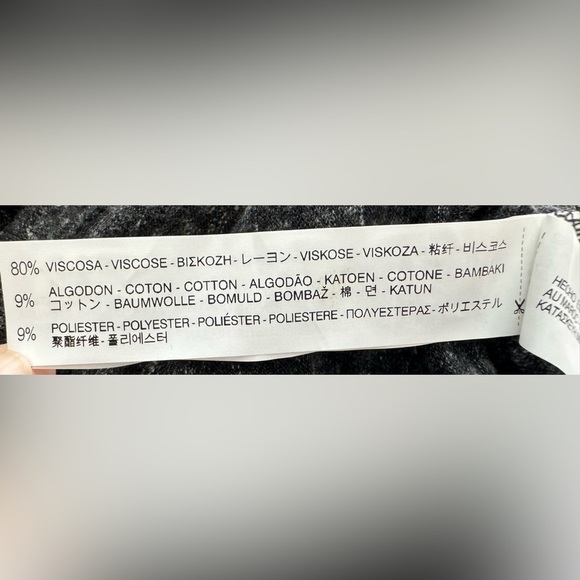 80% VISCOSA - VISCOSE - ΒΙΣΚΟΖΗ - レーヨン - VISKOSE - VISKOZA - 粘纤 - 비스코스
9% ALGODON - COTON - COTTON - ALGODÃO - KATOEN - COTONE - BAMBAKI
コットン - BAUMWOLLE - BOMULD - BOMBAŽ - 棉 - 면 - KATUN
9% POLIESTER - POLYESTER - POLIÉSTER - POLIESTERE - ΠΟΛΥΕΣΤΕΡΑΣ - ポリエステル
聚酯纤维 - 폴리에스터